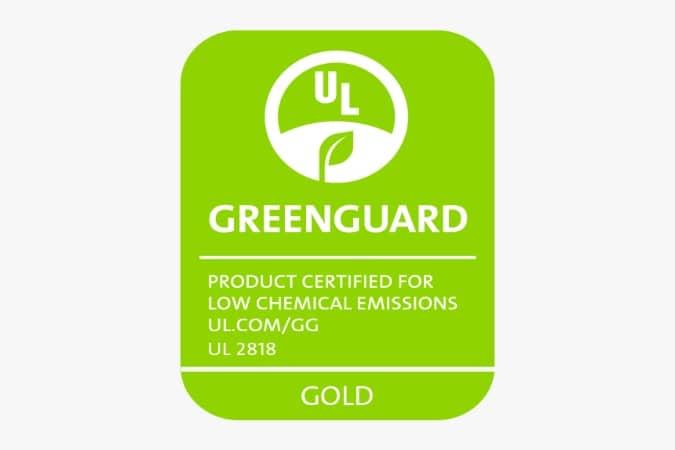 UL
GREENGUARD
PRODUCT CERTIFIED FOR
LOW CHEMICAL EMISSIONS
UL.COM/GG
UL 2818
GOLD